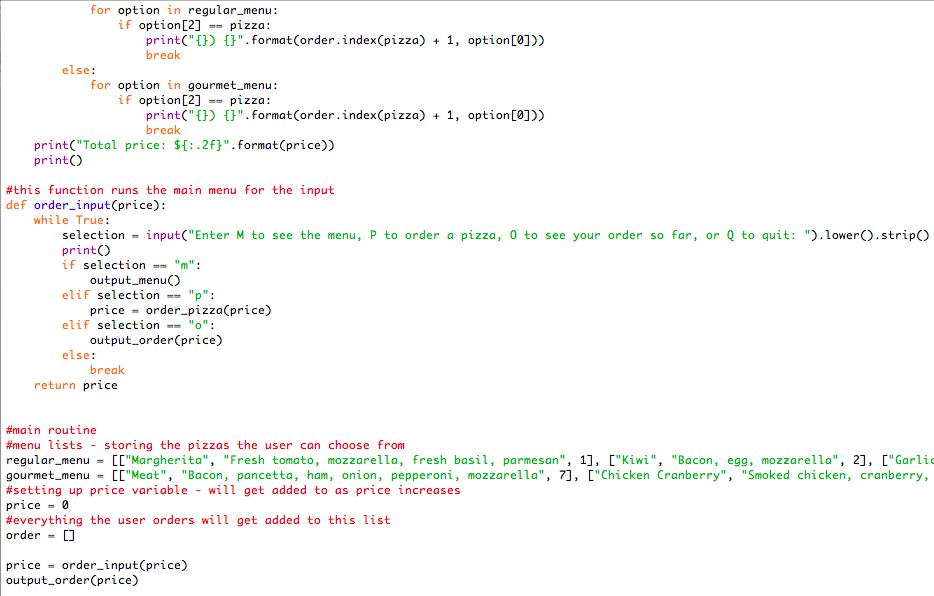 for option in regular_menu:
if option[2] == pizza:
print("{}) {}".format(order.index(pizza) + 1, option[0]))
break
else:
for option in gourmet_menu:
if option[2] == pizza:
print("{}) {}".format(order.index(pizza) + 1, option[0]))
break
print("Total price: ${:.2f}".format(price))
print()
#this function runs the main menu for the input
def order_input(price):
while True:
selection = input("Enter M to see the menu, P to order a pizza, O to see your order so far, or Q to quit: ").lower().strip()
print()
if selection == "m":
output_menu()
elif selection == "p":
price = order_pizza(price)
elif selection == "o":
output_order(price)
else:
break
return price
#main routine
#menu lists - storing the pizzas the user can choose from
regular_menu = [["Margherita", "Fresh tomato, mozzarella, fresh basil, parmesan", 1], ["Kiwi", "Bacon, egg, mozzarella", 2], ["Garlic
gourmet_menu = [["Meat", "Bacon, pancetta, ham, onion, pepperoni, mozzarella", 7], ["Chicken Cranberry", "Smoked chicken, cranberry,
#setting up price variable - will get added to as price increases
price = 0
#everything the user orders will get added to this list
order = []
price = order_input(price)
output_order(price)